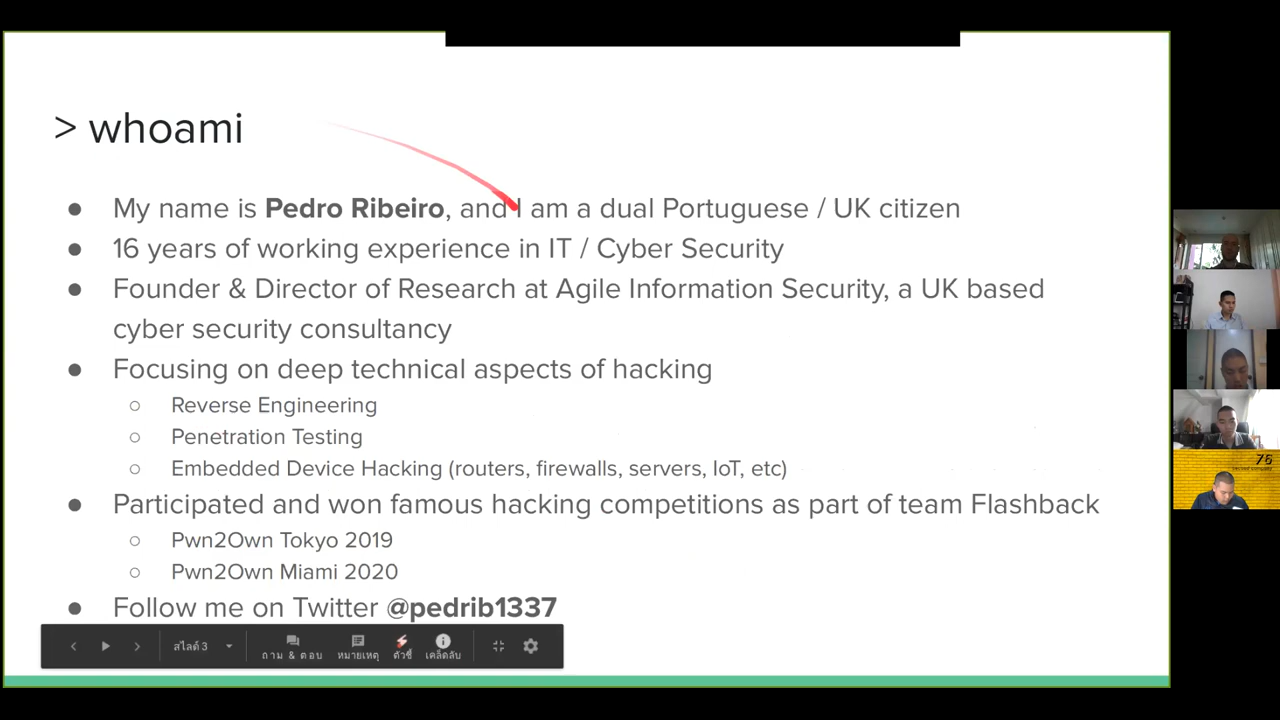 > whoami
● My name is Pedro Ribeiro, and I am a dual Portuguese / UK citizen
● 16 years of working experience in IT / Cyber Security
● Founder & Director of Research at Agile Information Security, a UK based
cyber security consultancy
● Focusing on deep technical aspects of hacking
○ Reverse Engineering
○ Penetration Testing
○ Embedded Device Hacking (routers, firewalls, servers, IoT, etc)
● Participated and won famous hacking competitions as part of team Flashback
○ Pwn2Own Tokyo 2019
○ Pwn2Own Miami 2020
● Follow me on Twitter @pedrib1337
สไลด์ 3
ถาม & ตอบ
หมายเหตุ
ตัวชี้
เคล็ดลับ